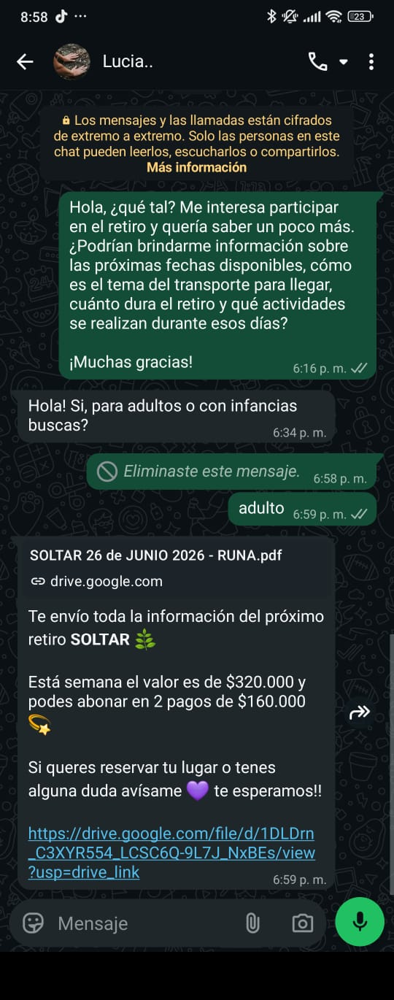 8:58
23
Lucia..
Los mensajes y las llamadas están cifrados
de extremo a extremo. Solo las personas en este
chat pueden leerlos, escucharlos o compartirlos.
Más información
Hola, ¿qué tal? Me interesa participar
en el retiro y quería saber un poco más.
¿Podrían brindarme información sobre
las próximas fechas disponibles, cómo
es el tema del transporte para llegar,
cuánto dura el retiro y qué actividades
se realizan durante esos días?
¡Muchas gracias!
6:16 p. m.
Hola! Si, para adultos o con infancias
buscas?
6:34 p. m.
Eliminaste este mensaje.
6:58 p. m.
adulto
6:59 p. m.
SOLTAR 26 de JUNIO 2026 - RUNA.pdf
drive.google.com
Te envío toda la información del próximo
retiro SOLTAR 🌿
Está semana el valor es de $320.000 y
podes abonar en 2 pagos de $160.000
💫
Si queres reservar tu lugar o tenes
alguna duda avísame 💜 te esperamos!!
https://drive.google.com/file/d/1DLDrn
_C3XYR554_LCSC6Q-9L7J_NxBEs/view
?usp=drive_link
6:59 p. m.
Mensaje